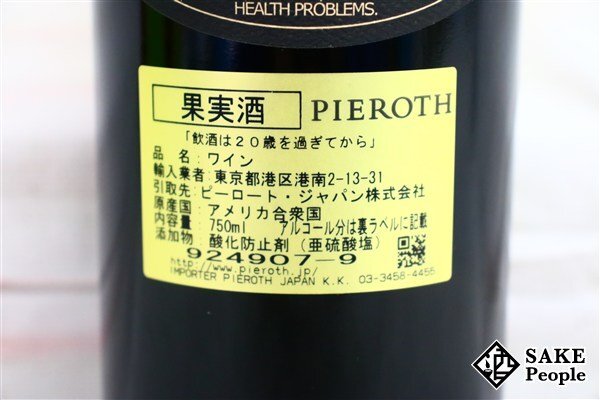 HEALTH PROBLEMS.
果実酒 PIEROTH
「飲酒は20歳を過ぎてから」
品 名:ワイン
輸入業者:東京都港区港南2-13-31
引取先:ピーロート・ジャパン株式会社
原産国:アメリカ合衆国
内容量:750ml アルコール分は裏ラベルに記載
添加物:酸化防止剤(亜硫酸塩)
924907-9
http://www.pieroth.jp/
IMPORTER PIEROTH JAPAN K.K. 03-3458-4455
酒 SAKE
People